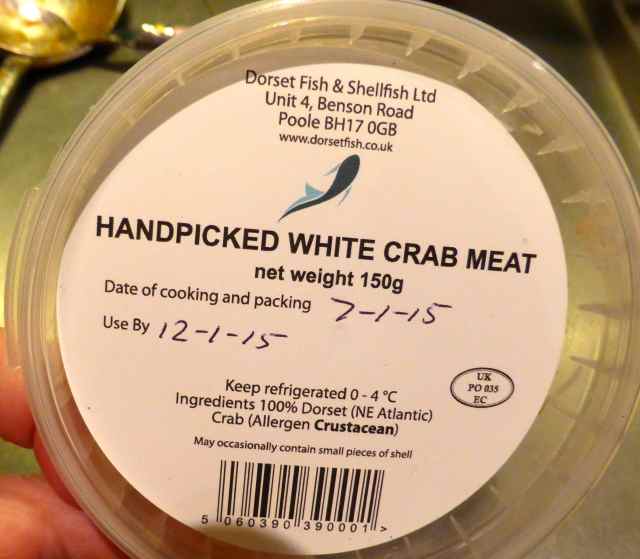 Dorset Fish & Shellfish Ltd
Unit 4, Benson Road
Poole BH17 0GB
www.dorsetfish.co.uk
HANDPICKED WHITE CRAB MEAT
net weight 150g
Date of cooking and packing 7-1-15
Use By 12-1-15
Keep refrigerated 0 - 4 °C
Ingredients 100% Dorset (NE Atlantic)
Crab (Allergen Crustacean)
May occasionally contain small pieces of shell
UK
PO 035
EC
5 060390 390001 >